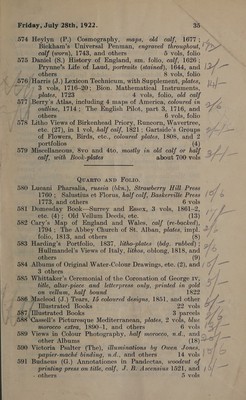 Friday, July 28th, 1922. 35
574 Heylyn (P.) Cosmography, maps, old calf, 1677;
Bickham's Universal Penman, engraved throughout,
calf (worn), 1743, and others 5 vols, folio
575 Daniel (S.) History of England, sm. folio, calf, 1626;
Prynne's Life of Laud, portraits (stained), 1644, and
others 8 vols, folio
576 Harris (J.) Lexicon Technicum, with Supplement, plates,
3 vols, 1716-20; Bion. Mathematical Instruments,
plates, 1723 4 vols, folio, old calf
577 Berry's Atlas, including 4 maps of America, coloured in
outline, 1714; The English Pilot, part 3, 1716, and
others 6 vols, folio
578 Litho Views of Birkenhead Priory, Runcorn, Wavertree,
etc. (27), in 1 vol, half calf, 1821; Gartside's Groups
of Flowers, Birds, etc., coloured plates, 1808, and 2
portfolios (4)
579 Miscellaneous, 8vo and 4to, mostly in old calf or half
calf, with Book-plates about 700 vols
Quarto and Folio.
580 Lucani Pharsalia, russia (bkn.), Strawberry Hill Press
1760; Sallustius et Florus, half calf, Baskerville Press
1773, and others 6 vols
581 Domesday Book—Surrey and Essex, 3 vols, 1861-2,
etc. (4); Old Vellum Deeds, etc. (13)
582 Cary's Map of England and Wales, calf (re-backed),
1794; The Abbey Church of St. Alban, plates, impl.
folio, 1813, and others (8)
583 Harding's Portfolio, 1837, litho-plates (bdg. rubbed);
Hullmandel's Views of Italy, lithos, oblong, 1818, and
others (9)
584 Albums of Original Water-Colour Drawings, etc. (2), and
3 others
585 Whittaker's Ceremonial of the Coronation of George IV,
title, altar-piece and letterpress only, printed in gold
on vellum, half bound 1822
586 Macleod (J.) Tears, 15 coloured designs, 1851, and other
Illustrated Books 22 vols
587 Illustrated Books 3 parcels
588 Cassell's Picturesque Mediterranean, plates, 2 vols, blue
morocco extra, 1890-1, and others 6 vols
589 Views in Colour Photography, half morocco, n.d., and
other Albums (18)
590 Victoria Psalter (The), illuminations by Owen Jones,
papier-maché binding, n.d., and others 14 vols
591 Budaeus (G.) Annotationes in Pandectas, woodcut of
printing press on title, calf, J. B. Ascensius 1521, and
others 5 vols